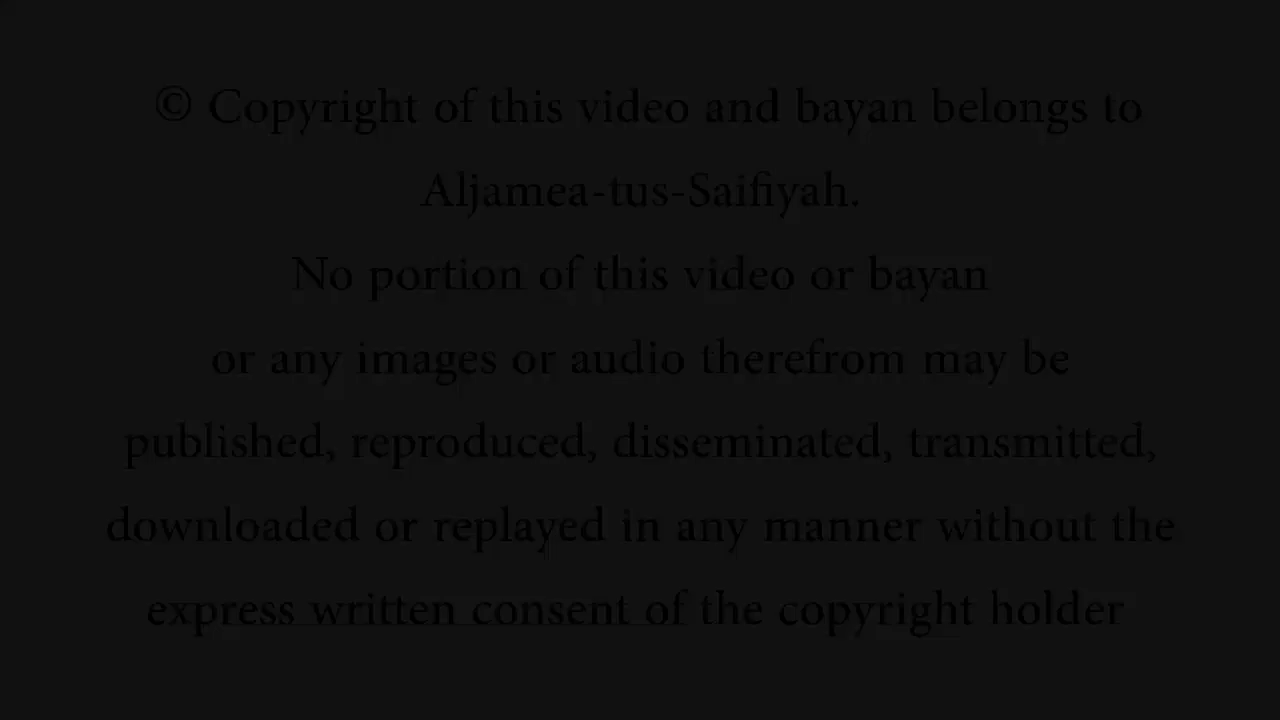 © Copyright of this video and bayan belongs to
Aljamea-tus-Saifiyah.
No portion of this video or bayan
or any images or audio therefrom may be
published, reproduced, disseminated, transmitted,
downloaded or replayed in any manner without the
express written consent of the copyright holder